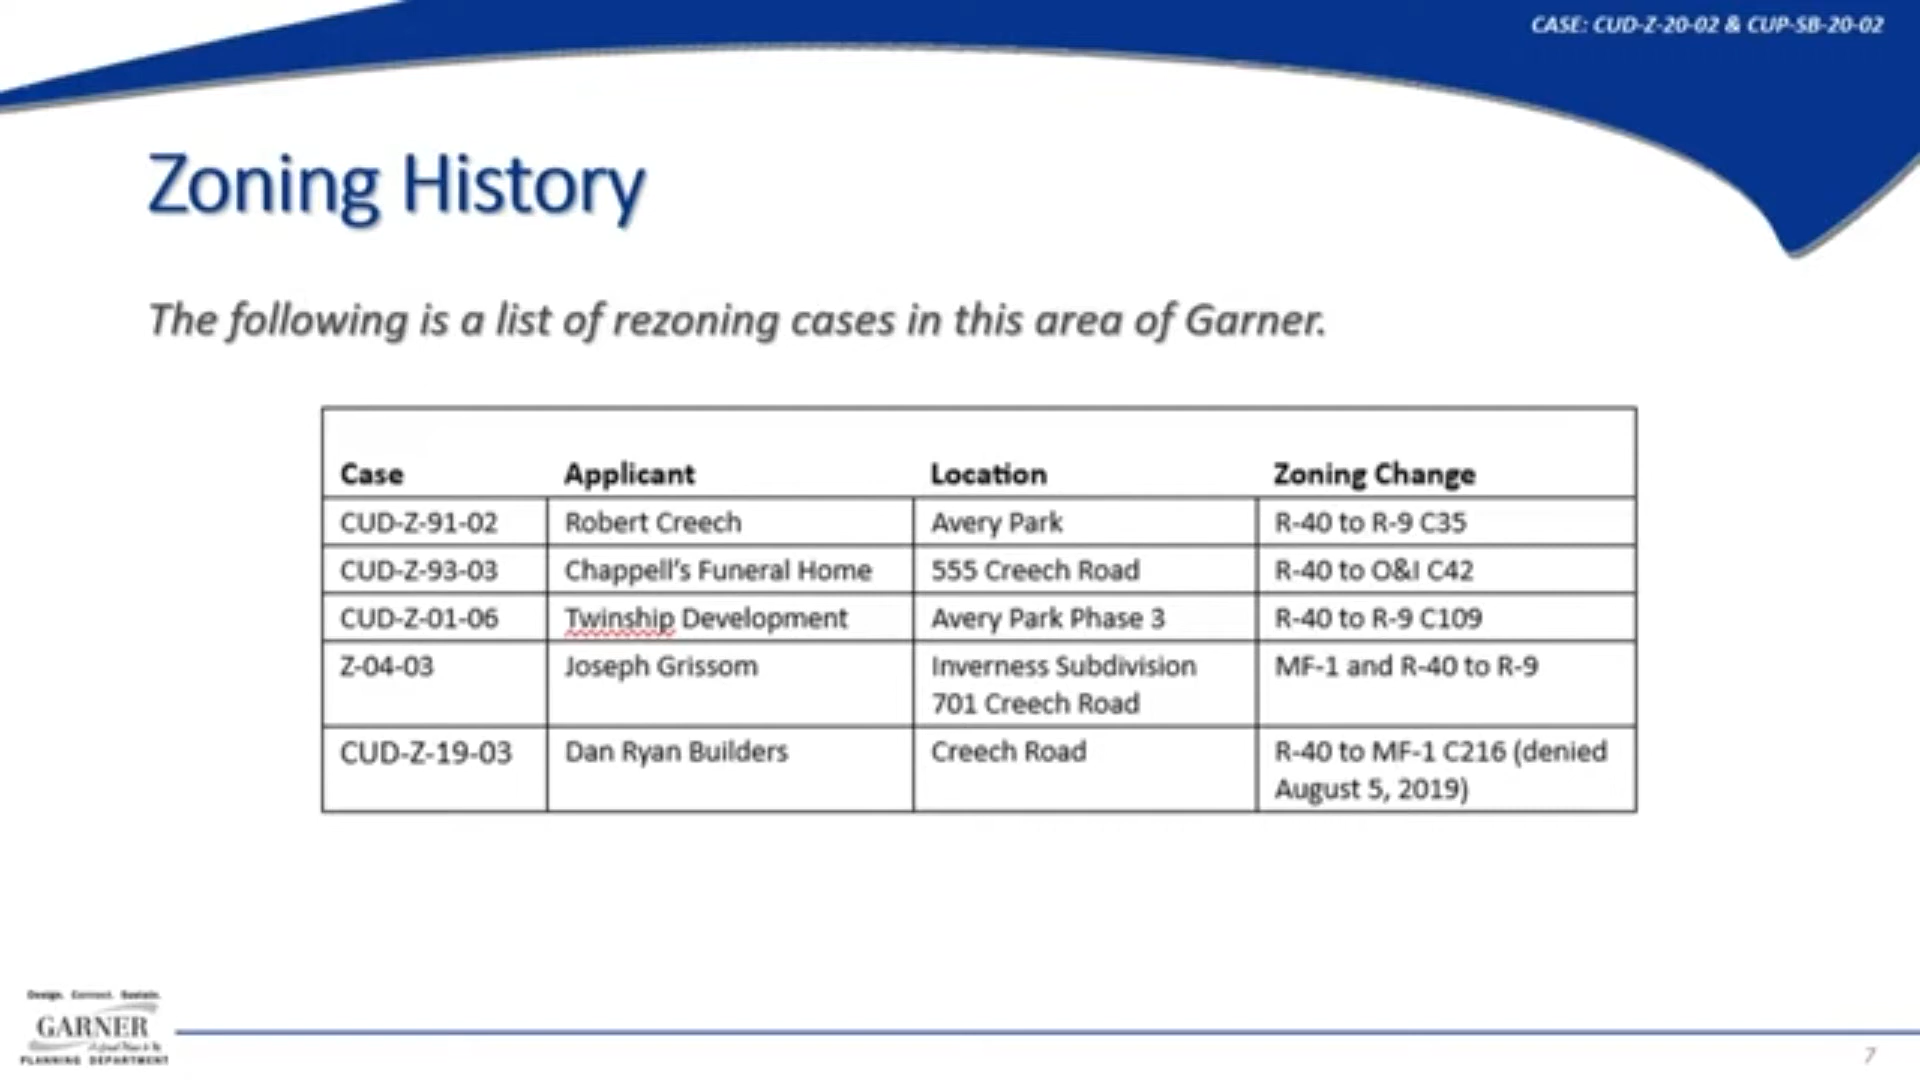 CASE: CUD-Z-20-02 & CUP-SB-20-02
Zoning History
The following is a list of rezoning cases in this area of Garner.
Case Applicant Location Zoning Change
CUD-Z-91-02 Robert Creech Avery Park R-40 to R-9 C35
CUD-Z-93-03 Chappell's Funeral Home 555 Creech Road R-40 to O&I C42
CUD-Z-01-06 Twinship Development Avery Park Phase 3 R-40 to R-9 C109
Z-04-03 Joseph Grissom Inverness Subdivision MF-1 and R-40 to R-9
701 Creech Road
CUD-Z-19-03 Dan Ryan Builders Creech Road R-40 to MF-1 C216 (denied
August 5, 2019)
Design. Connect. Sustain.
GARNER
PLANNING DEPARTMENT
7